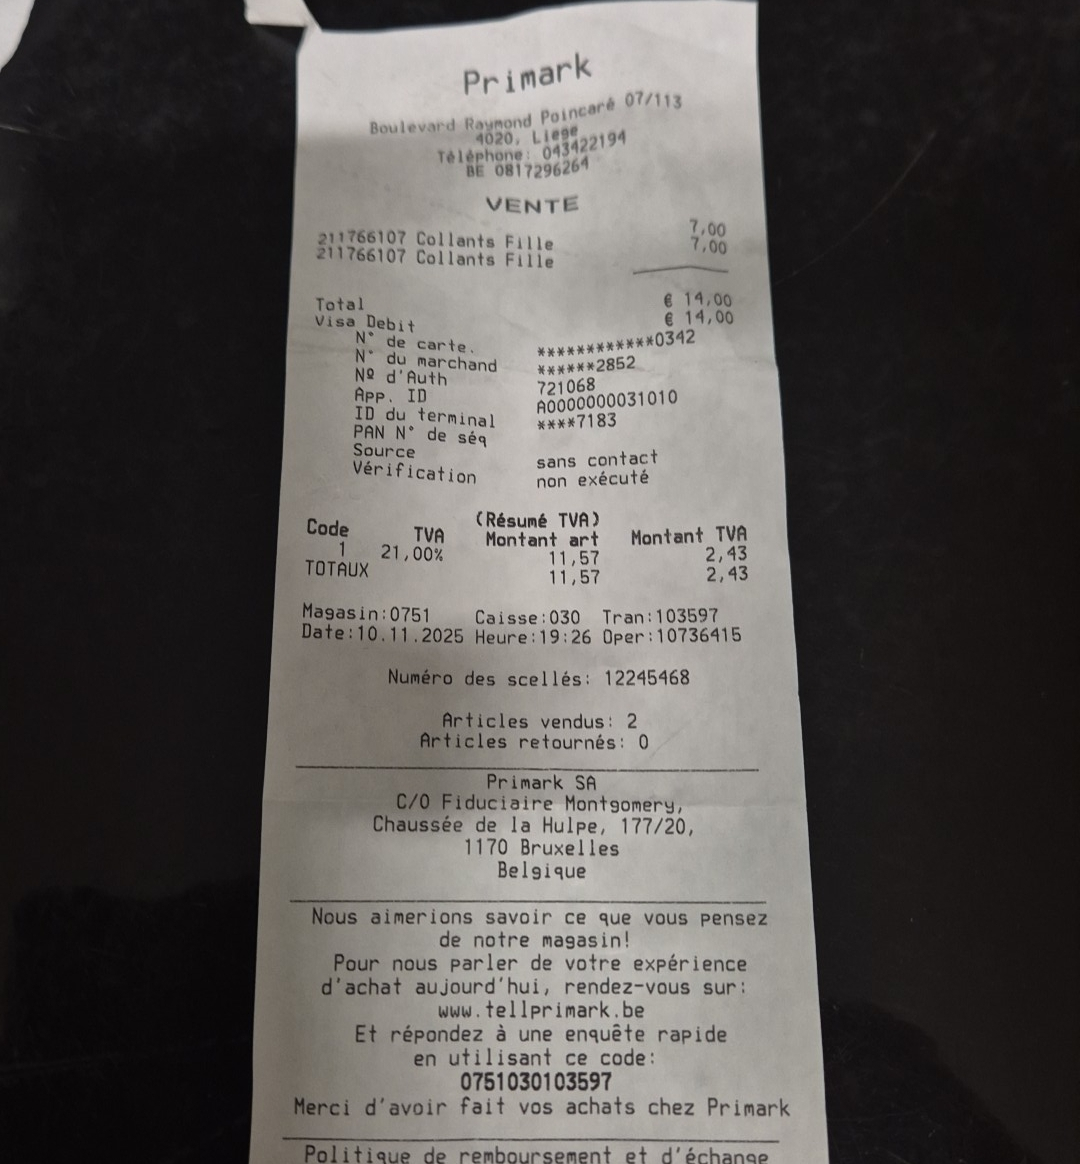 Primark
Boulevard Raymond Poincaré 07/113
4020, Liege
Téléphone: 043422194
BE 0817296264
VENTE
211766107 Collants Fille 7,00
211766107 Collants Fille 7,00
Total € 14,00
Visa Debit € 14,00
N° de carte. ************0342
N° du marchand ******2852
Nº d'Auth 721068
App. ID A0000000031010
ID du terminal ****7183
PAN N° de séq
Source sans contact
Vérification non exécuté
(Résumé TVA)
Code TVA Montant art Montant TVA
1 21,00% 11,57 2,43
TOTAUX 11,57 2,43
Magasin:0751 Caisse:030 Tran:103597
Date:10.11.2025 Heure:19:26 Oper:10736415
Numéro des scellés: 12245468
Articles vendus: 2
Articles retournés: 0
Primark SA
C/O Fiduciaire Montgomery,
Chaussée de la Hulpe, 177/20,
1170 Bruxelles
Belgique
Nous aimerions savoir ce que vous pensez
de notre magasin!
Pour nous parler de votre expérience
d'achat aujourd'hui, rendez-vous sur:
www.tellprimark.be
Et répondez à une enquête rapide
en utilisant ce code:
0751030103597
Merci d'avoir fait vos achats chez Primark
Politique de remboursement et d'échange